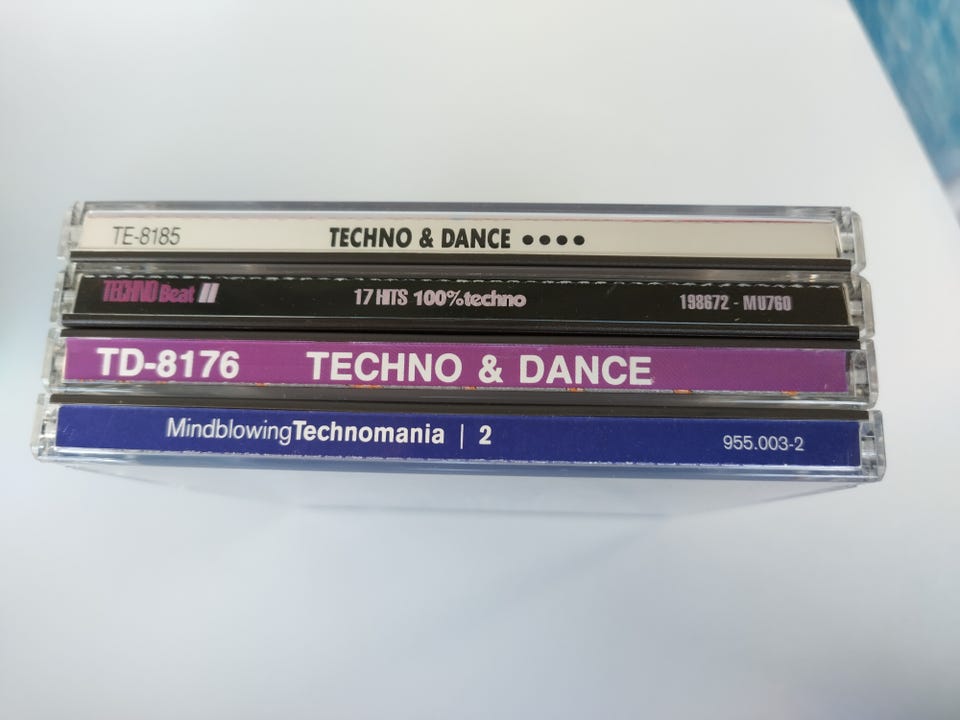 TE-8185 TECHNO & DANCE ●●●●
TECHNO Beat II 17 HITS 100%techno 198672 - MU760
TD-8176 TECHNO & DANCE
MindblowingTechnomania | 2 955.003-2